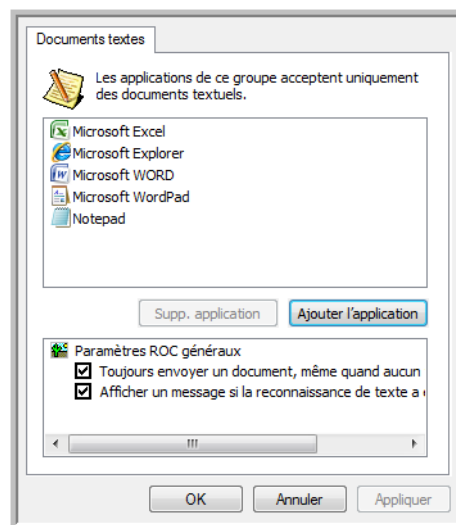 Documents textes
Les applications de ce groupe acceptent uniquement
des documents textuels.
Microsoft Excel
Microsoft Explorer
Microsoft WORD
Microsoft WordPad
Notepad
Supp. application
Ajouter l'application
Paramètres ROC généraux
Toujours envoyer un document, même quand aucun
Afficher un message si la reconnaissance de texte a
OK
Annuler
Appliquer